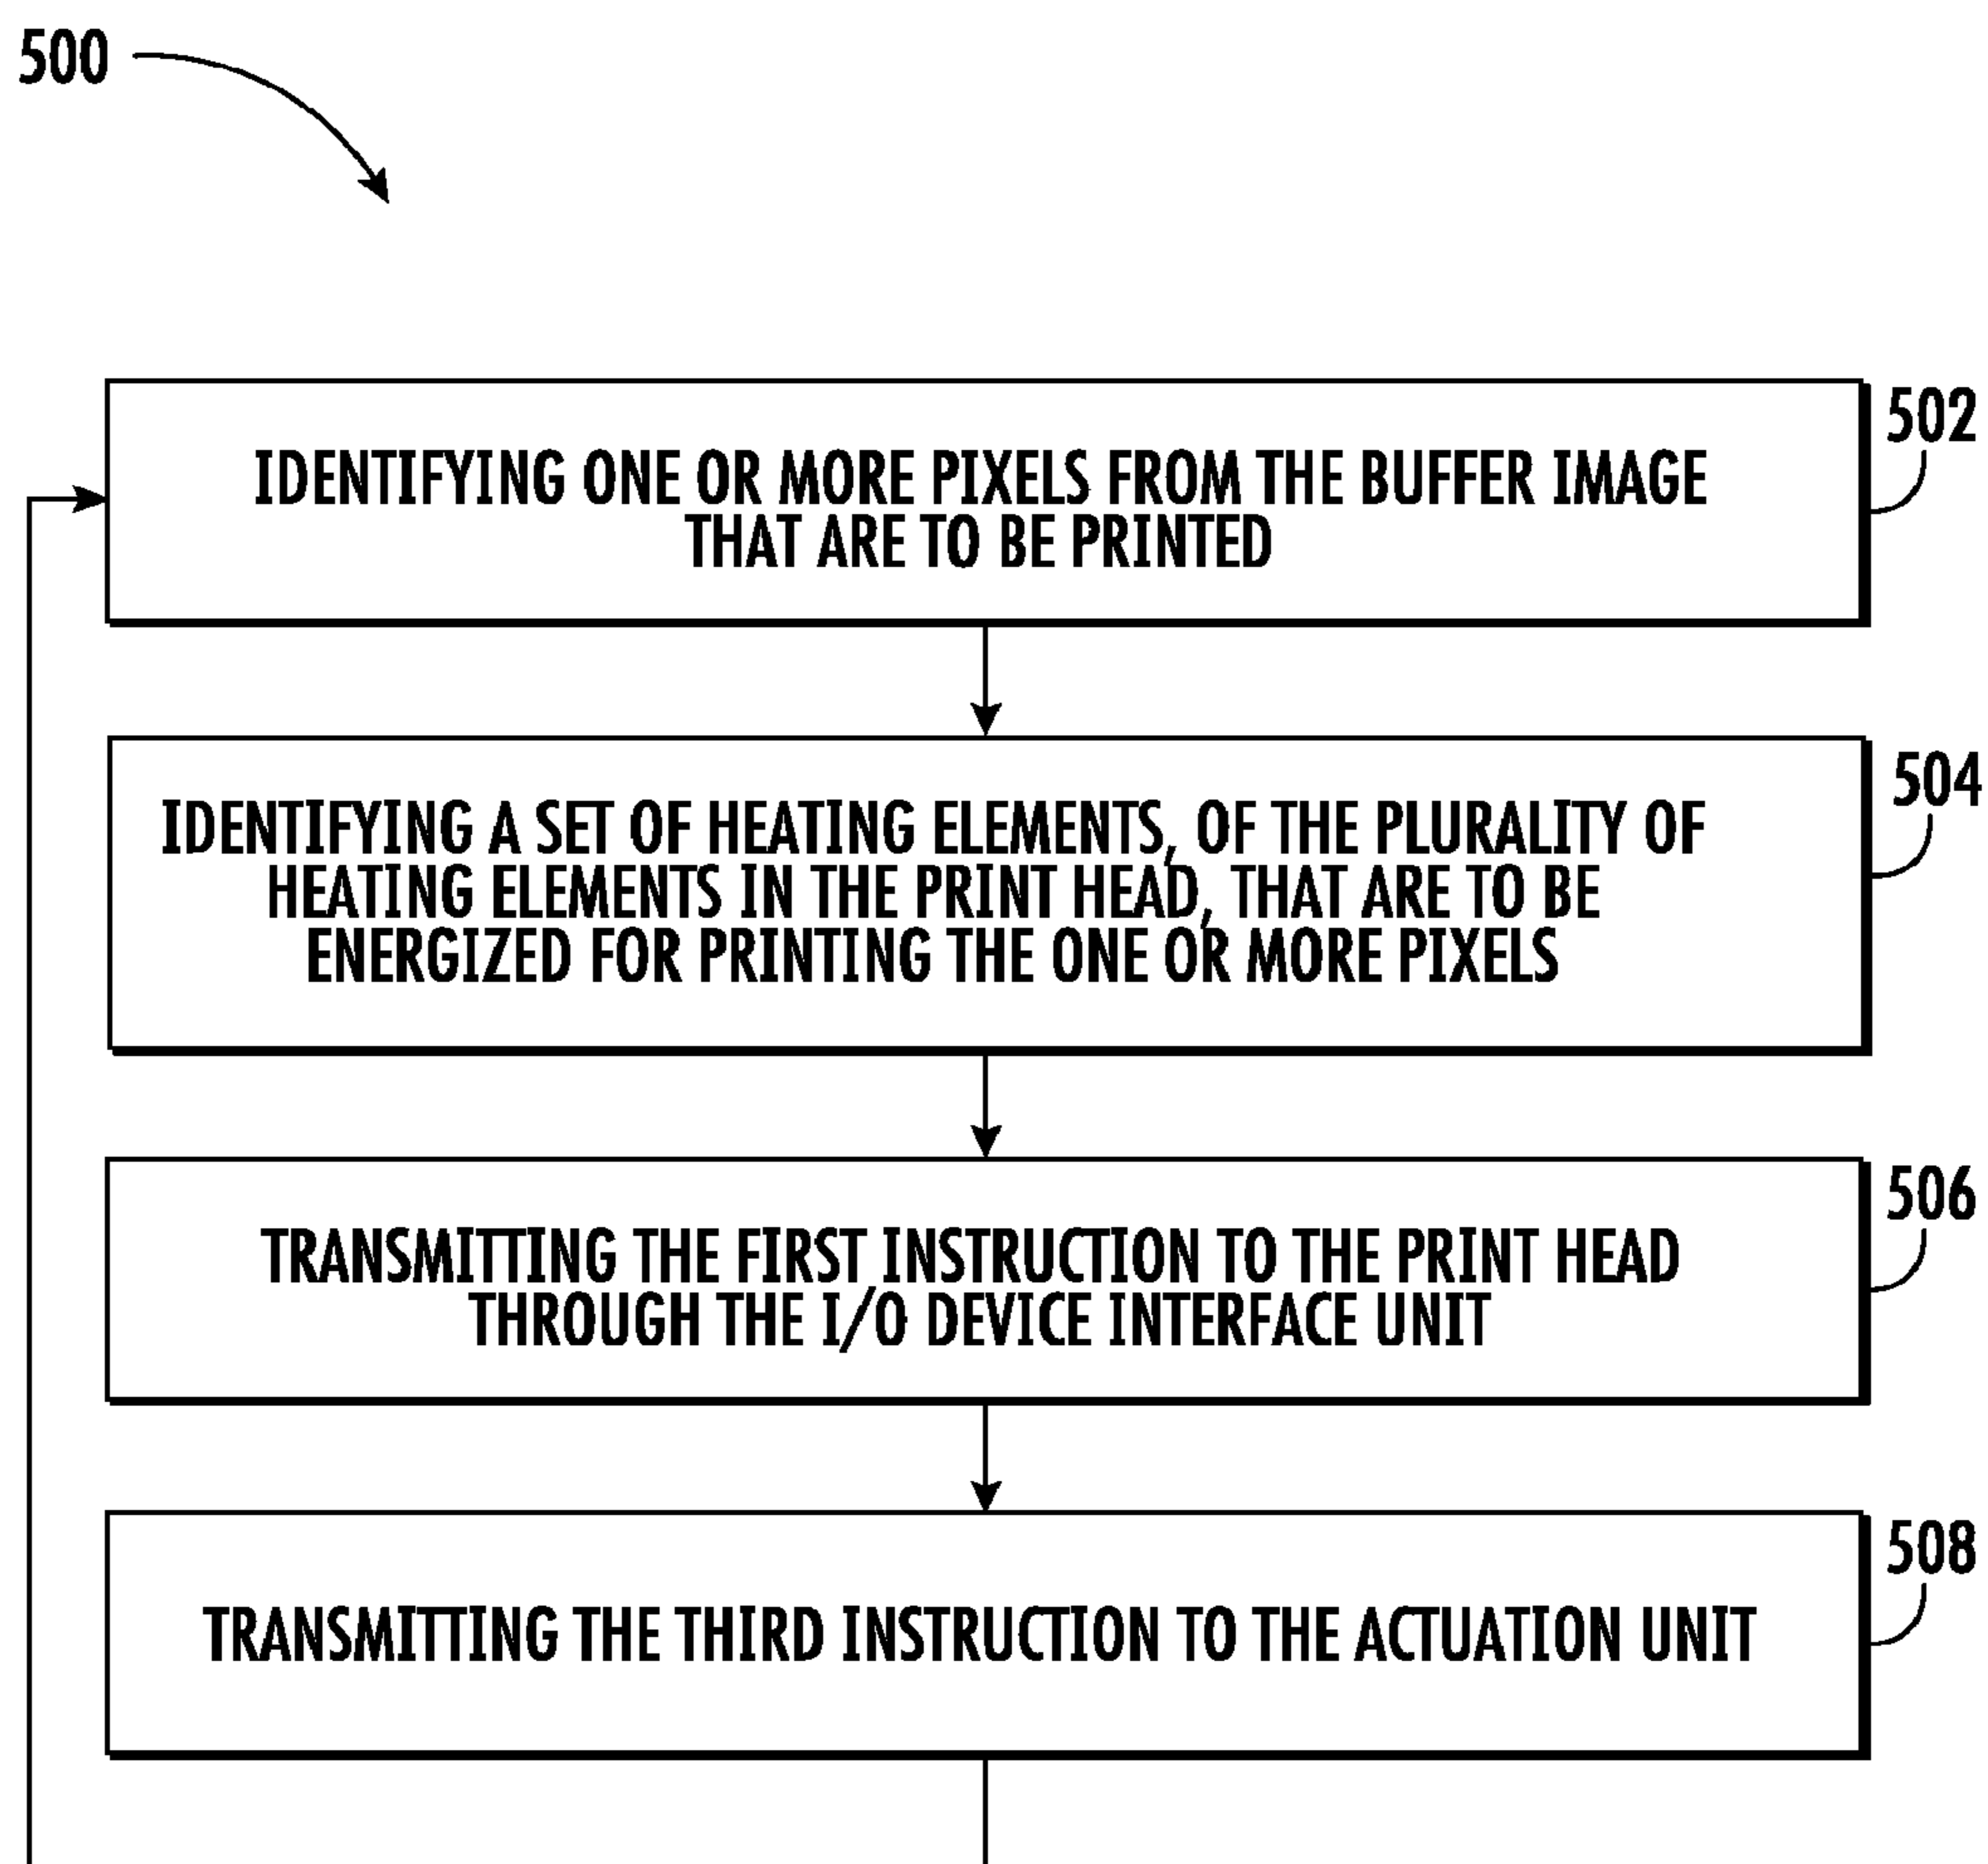 500
502
IDENTIFYING ONE OR MORE PIXELS FROM THE BUFFER IMAGE
THAT ARE TO BE PRINTED
504
IDENTIFYING A SET OF HEATING ELEMENTS, OF THE PLURALITY OF
HEATING ELEMENTS IN THE PRINT HEAD, THAT ARE TO BE
ENERGIZED FOR PRINTING THE ONE OR MORE PIXELS
506
TRANSMITTING THE FIRST INSTRUCTION TO THE PRINT HEAD
THROUGH THE I/O DEVICE INTERFACE UNIT
508
TRANSMITTING THE THIRD INSTRUCTION TO THE ACTUATION UNIT